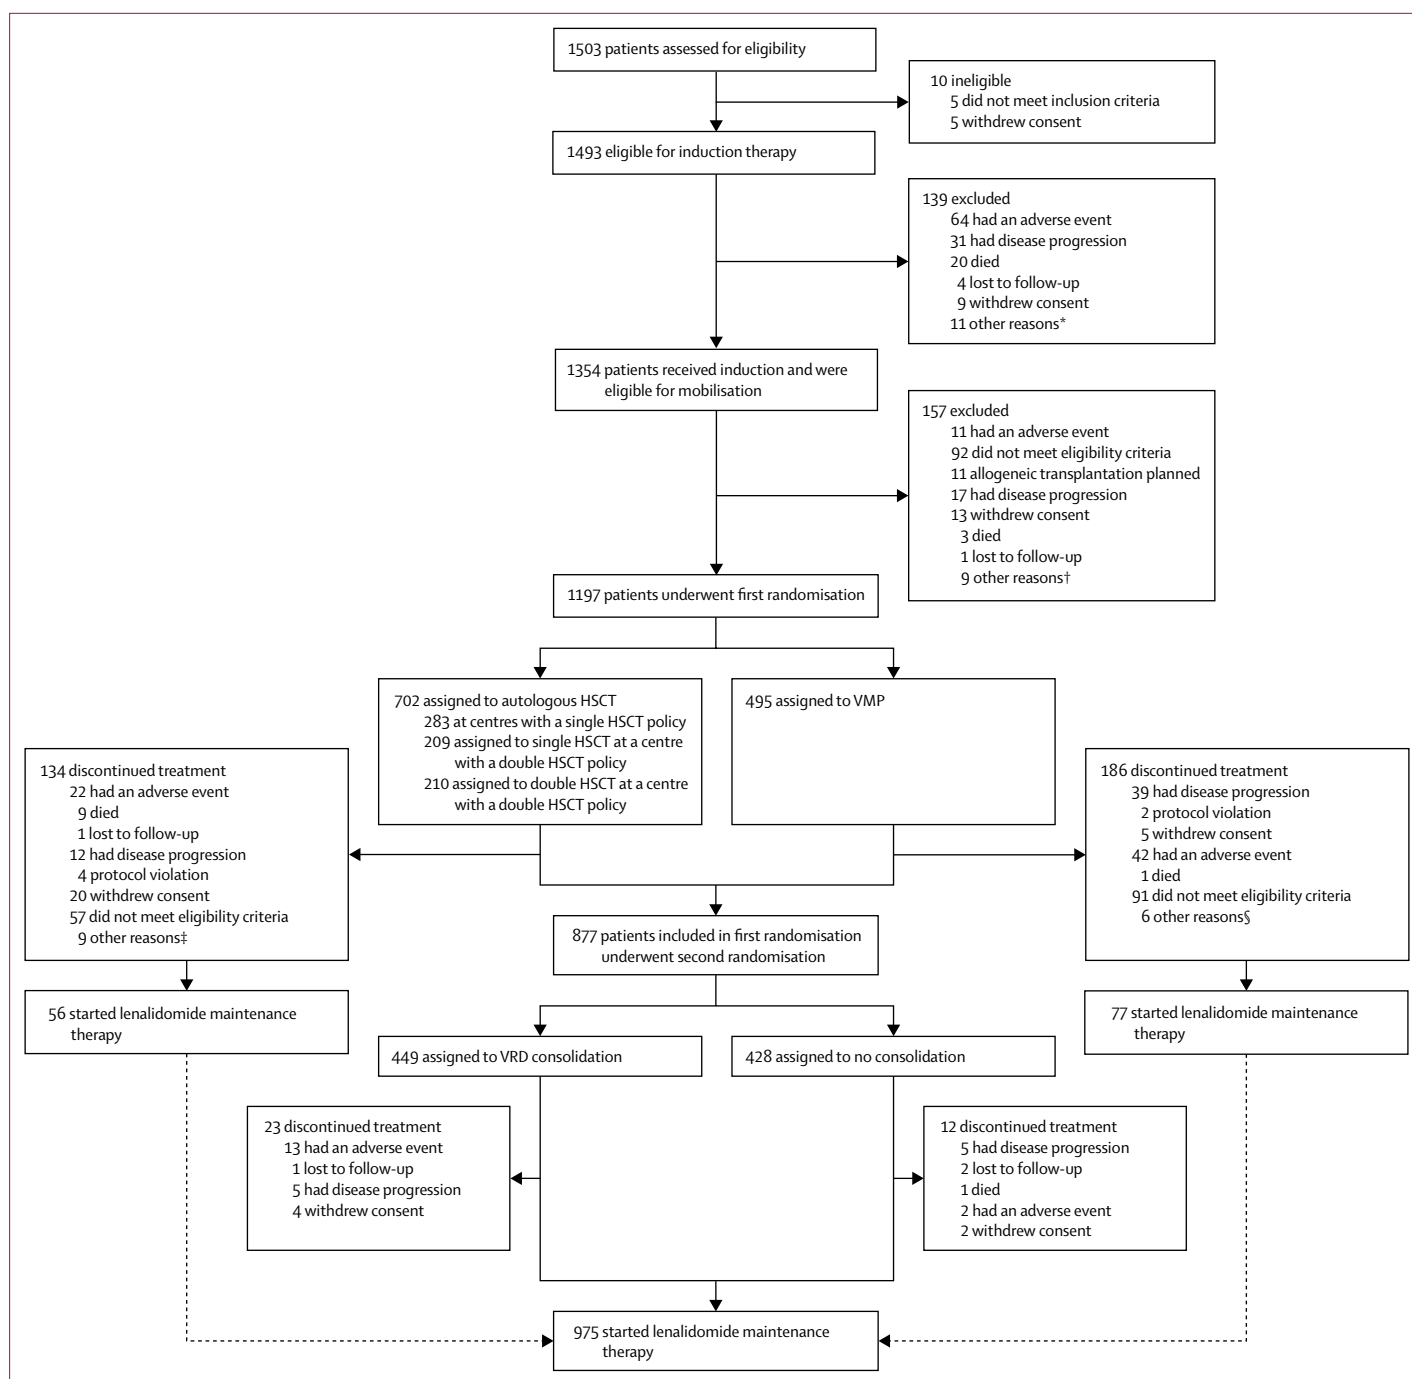 1503 patients assessed for eligibility
10 ineligible
5 did not meet inclusion criteria
5 withdrew consent
1493 eligible for induction therapy
139 excluded
64 had an adverse event
31 had disease progression
20 died
4 lost to follow-up
9 withdrew consent
11 other reasons*
1354 patients received induction and were
eligible for mobilisation
157 excluded
11 had an adverse event
92 did not meet eligibility criteria
11 allogeneic transplantation planned
17 had disease progression
13 withdrew consent
3 died
1 lost to follow-up
9 other reasons†
1197 patients underwent first randomisation
702 assigned to autologous HSCT
283 at centres with a single HSCT policy
209 assigned to single HSCT at a centre
with a double HSCT policy
210 assigned to double HSCT at a centre
with a double HSCT policy
495 assigned to VMP
134 discontinued treatment
22 had an adverse event
9 died
1 lost to follow-up
12 had disease progression
4 protocol violation
20 withdrew consent
57 did not meet eligibility criteria
9 other reasons‡
186 discontinued treatment
39 had disease progression
2 protocol violation
5 withdrew consent
42 had an adverse event
1 died
91 did not meet eligibility criteria
6 other reasons§
877 patients included in first randomisation
underwent second randomisation
56 started lenalidomide maintenance
therapy
77 started lenalidomide maintenance
therapy
449 assigned to VRD consolidation
428 assigned to no consolidation
23 discontinued treatment
13 had an adverse event
1 lost to follow-up
5 had disease progression
4 withdrew consent
12 discontinued treatment
5 had disease progression
2 lost to follow-up
1 died
2 had an adverse event
2 withdrew consent
975 started lenalidomide maintenance
therapy